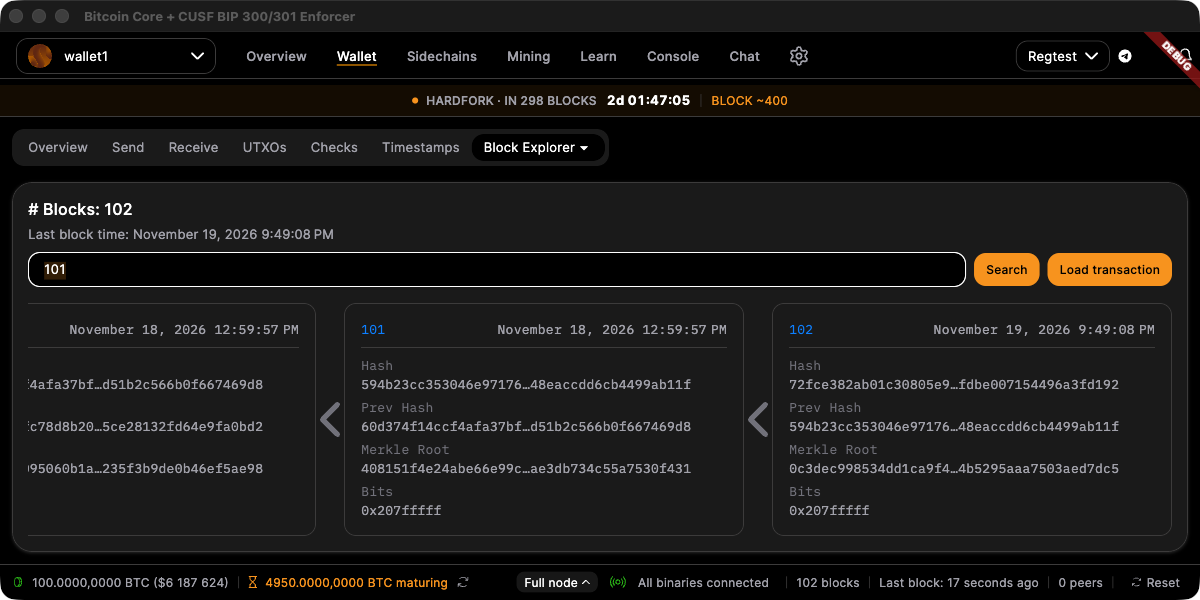 Bitcoin Core + CUSF BIP 300/301 Enforcer
wallet1 Overview Wallet Sidechains Mining Learn Console Chat Regtest DEBUG
HARDFORK · IN 298 BLOCKS 2d 01:47:05 BLOCK ~400
Overview Send Receive UTXOs Checks Timestamps Block Explorer
# Blocks: 102
Last block time: November 19, 2026 9:49:08 PM
101 Search Load transaction
November 18, 2026 12:59:57 PM
4afa37bf…d51b2c566b0f667469d8
c78d8b20…5ce28132fd64e9fa0bd2
95060b1a…235f3b9de0b46ef5ae98
101 November 18, 2026 12:59:57 PM
Hash
594b23cc353046e97176…48eaccdd6cb4499ab11f
Prev Hash
60d374f14ccf4afa37bf…d51b2c566b0f667469d8
Merkle Root
408151f4e24abe66e99c…ae3db734c55a7530f431
Bits
0x207fffff
102 November 19, 2026 9:49:08 PM
Hash
72fce382ab01c30805e9…fdbe007154496a3fd192
Prev Hash
594b23cc353046e97176…48eaccdd6cb4499ab11f
Merkle Root
0c3dec998534dd1ca9f4…4b5295aaa7503aed7dc5
Bits
0x207fffff
100.0000,0000 BTC ($6 187 624) 4950.0000,0000 BTC maturing Full node All binaries connected 102 blocks Last block: 17 seconds ago 0 peers Reset